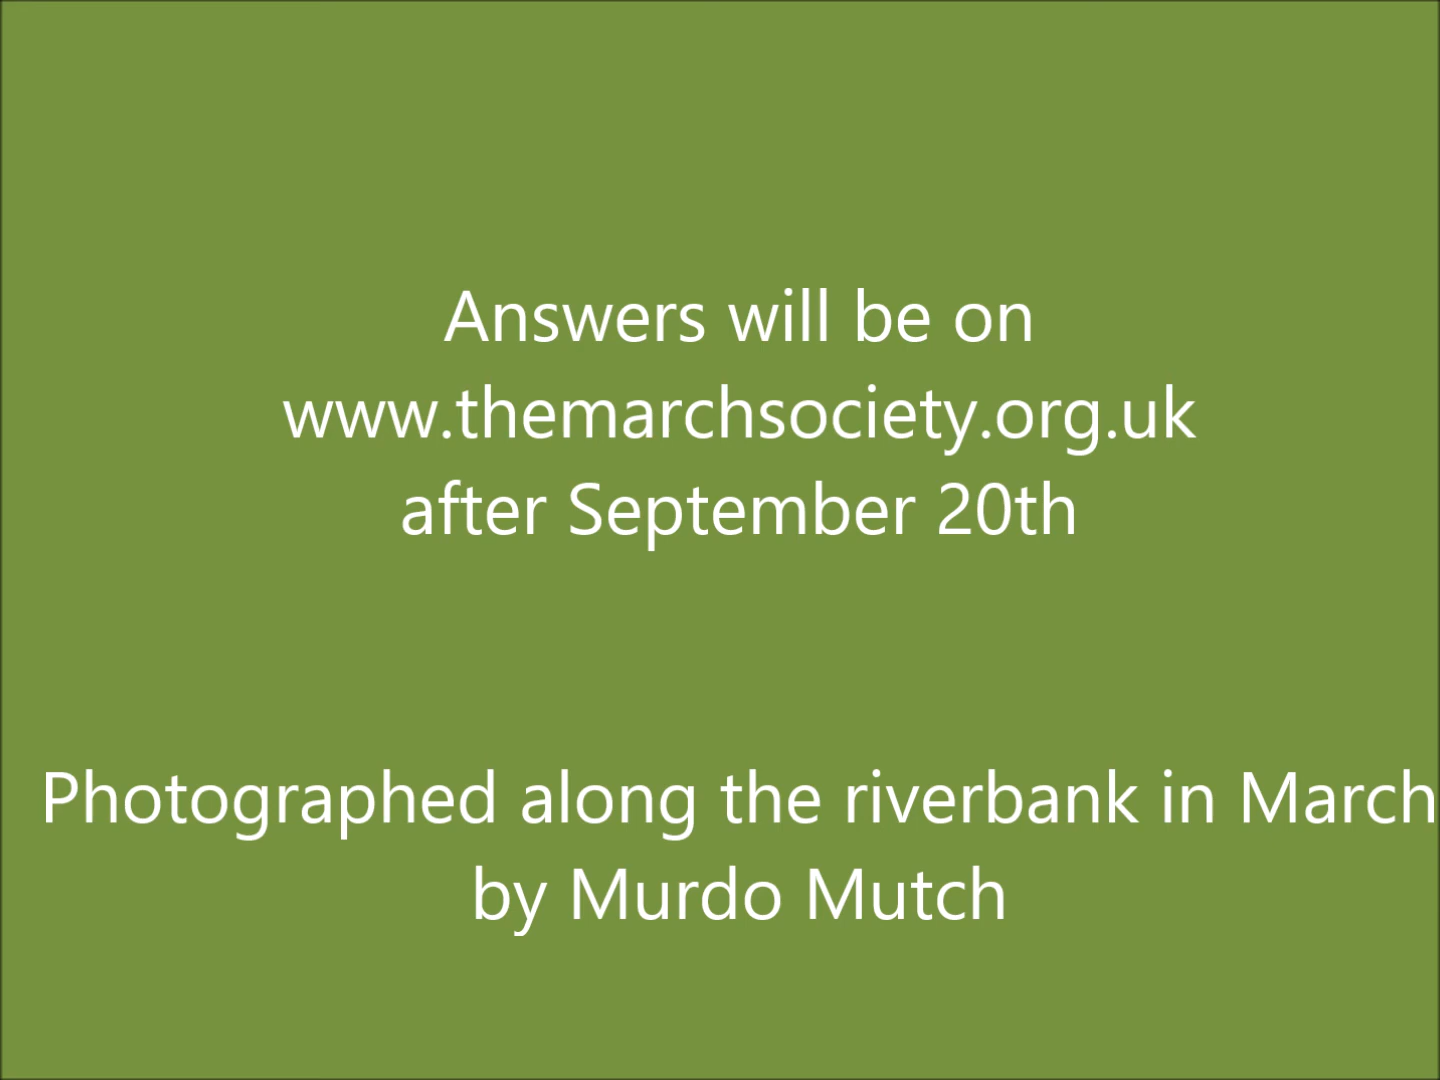 Answers will be on
www.themarchsociety.org.uk
after September 20th
Photographed along the riverbank in March
by Murdo Mutch